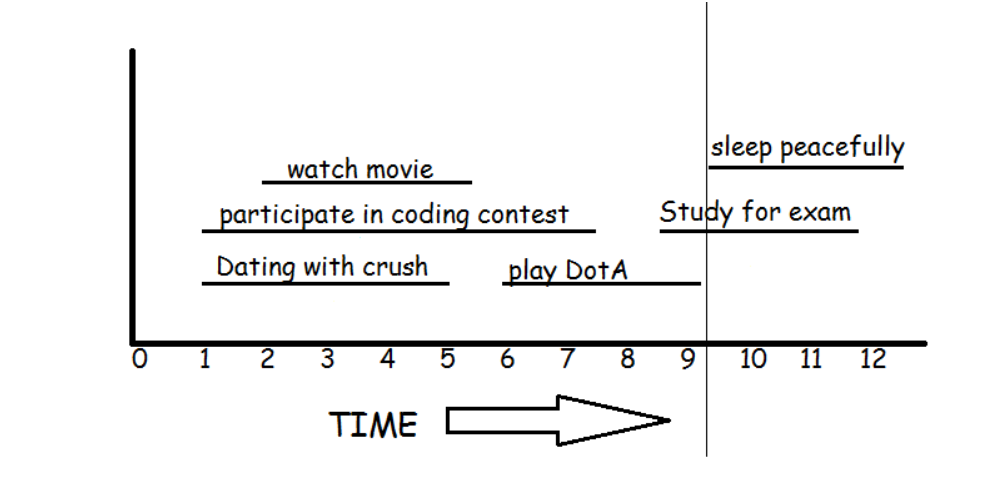 sleep peacefully
watch movie
participate in coding contest
Study for exam
Dating with crush
play DotA
0 1 2 3 4 5 6 7 8 9 10 11 12
TIME